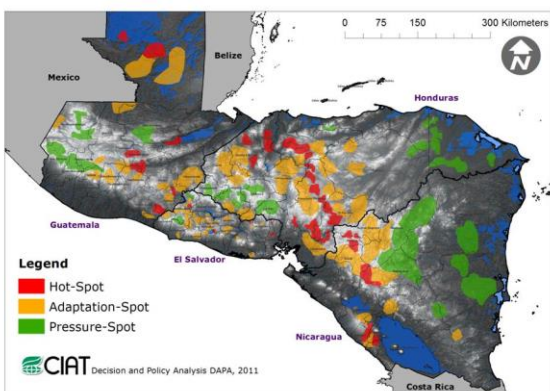 0 75 150 300 Kilometers
N
Belize
Mexico
Honduras
Guatemala
El Salvador
Nicaragua
Costa Rica
Legend
Hot-Spot
Adaptation-Spot
Pressure-Spot
CIAT Decision and Policy Analysis DAPA, 2011